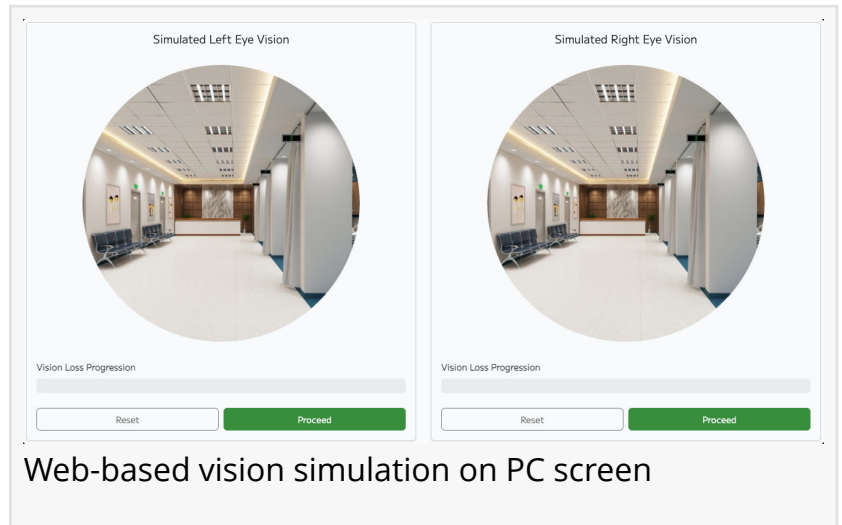 Simulated Left Eye Vision
Vision Loss Progression
Reset
Proceed
Simulated Right Eye Vision
Vision Loss Progression
Reset
Proceed
Web-based vision simulation on PC screen